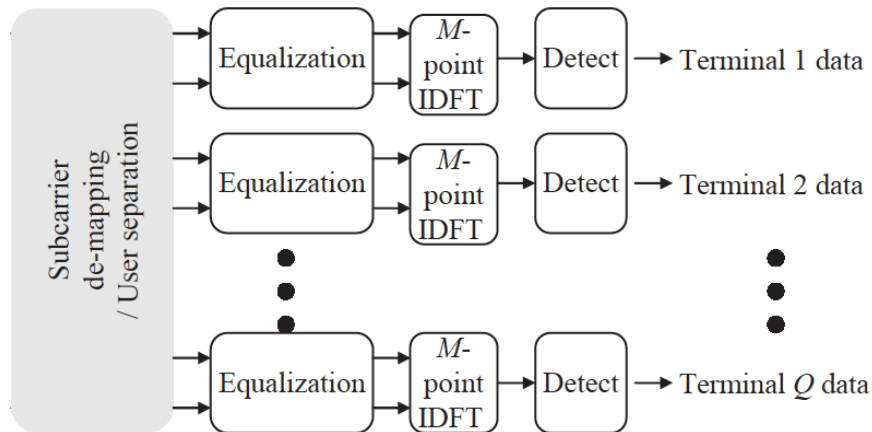 Subcarrier
de-mapping
/ User separation
Equalization
M-
point
IDFT
Detect
Terminal 1 data
Equalization
M-
point
IDFT
Detect
Terminal 2 data
Equalization
M-
point
IDFT
Detect
Terminal Q data